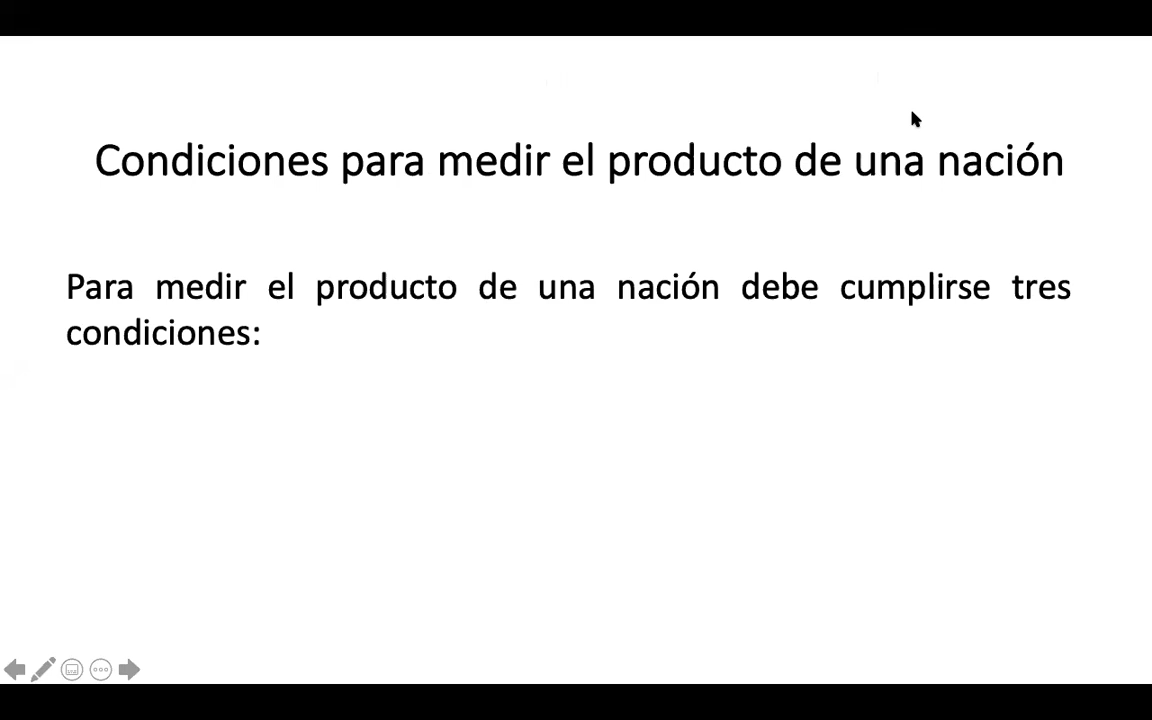 Condiciones para medir el producto de una nación
Para medir el producto de una nación debe cumplirse tres
condiciones: